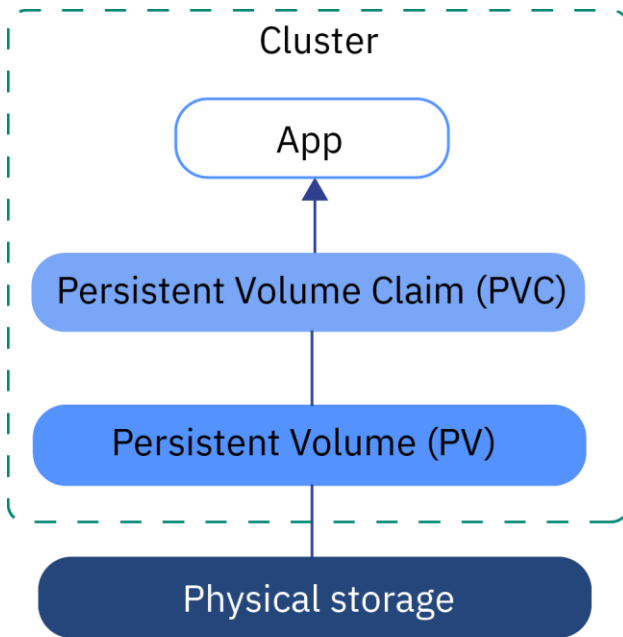 Cluster
App
Persistent Volume Claim (PVC)
Persistent Volume (PV)
Physical storage